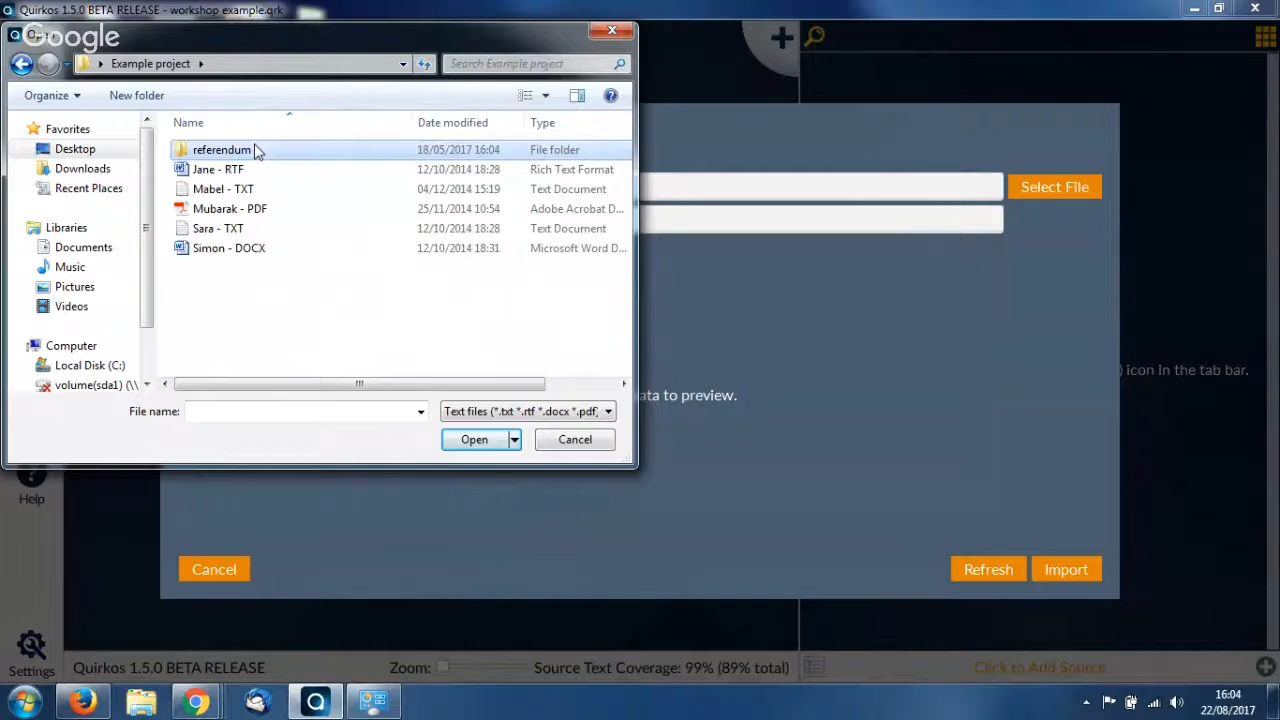 Quirkos 1.5.0 BETA RELEASE - workshop example.qrk
Google
Example project
Search Example project
Organize
New folder
Name
Date modified
Type
Favorites
Desktop
Downloads
Recent Places
Libraries
Documents
Music
Pictures
Videos
Computer
Local Disk (C:)
volume(sda1) (\\
referendum 18/05/2017 16:04 File folder
Jane - RTF 12/10/2014 18:28 Rich Text Format
Mabel - TXT 04/12/2014 15:19 Text Document
Mubarak - PDF 25/11/2014 10:54 Adobe Acrobat D...
Sara - TXT 12/10/2014 18:28 Text Document
Simon - DOCX 12/10/2014 18:31 Microsoft Word D...
File name:
Text files (*.txt *.rtf *.docx *.pdf)
Open
Cancel
Select File
) icon in the tab bar.
ata to preview.
Cancel
Refresh
Import
Help
Settings
Quirkos 1.5.0 BETA RELEASE
Zoom:
Source Text Coverage: 99% (89% total)
Click to Add Source
16:04
22/08/2017